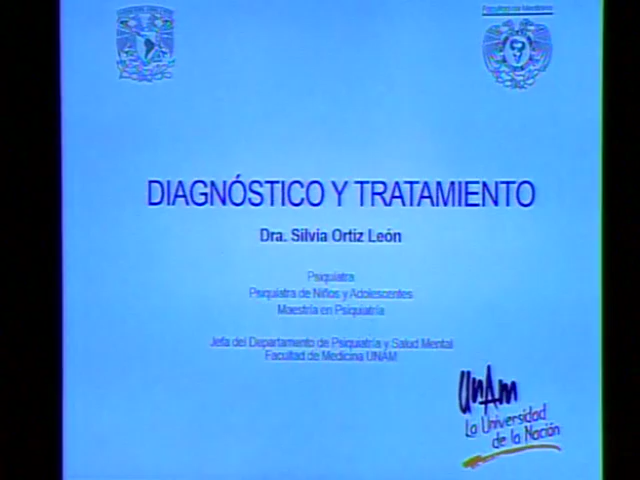 Facultad de Medicina
DIAGNÓSTICO Y TRATAMIENTO
Dra. Silvia Ortiz León
Psiquiatra
Psiquiatra de Niños y Adolescentes
Maestría en Psiquiatría
Jefa del Departamento de Psiquiatría y Salud Mental
Facultad de Medicina UNAM
UnAm
La Universidad
de la Nación